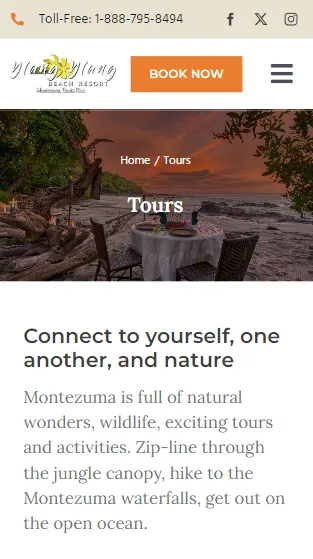 Toll-Free: 1-888-795-8494
Ylang Ylang
BEACH RESORT
Montezuma, Costa Rica
BOOK NOW
Home / Tours
Tours
Connect to yourself, one
another, and nature
Montezuma is full of natural
wonders, wildlife, exciting tours
and activities. Zip-line through
the jungle canopy, hike to the
Montezuma waterfalls, get out on
the open ocean.